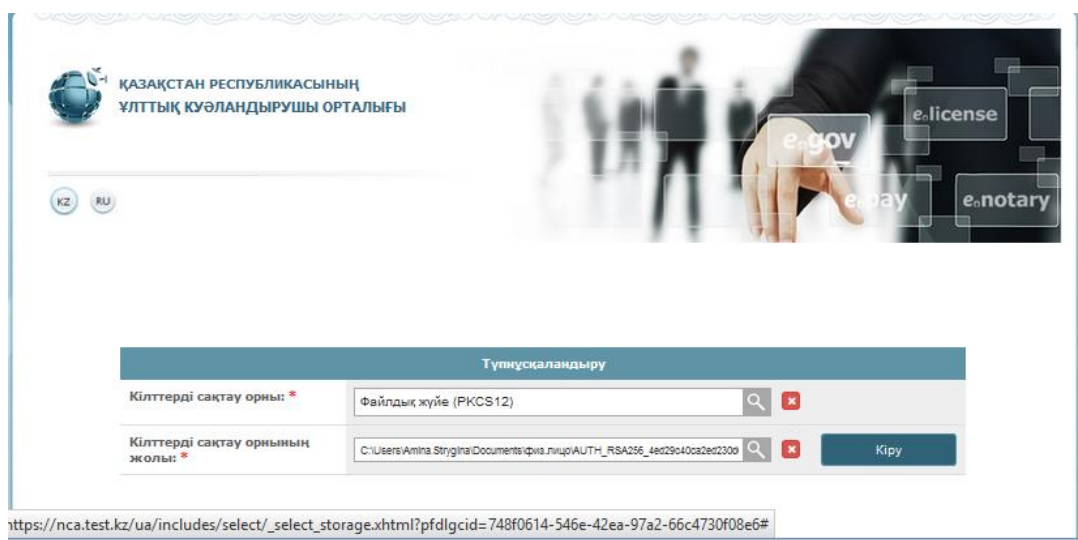 ҚАЗАҚСТАН РЕСПУБЛИКАСЫНЫҢ
ҰЛТТЫҚ КУӘЛАНДЫРУШЫ ОРТАЛЫҒЫ
e.license
e.gov
KZ RU
e.pay
e.notary
Түпнұсқаландыру
Кілттерді сақтау орны: *
Файлдық жүйе (PKCS12)
Кілттерді сақтау орнының
жолы: *
C:\Users\Amina.Strygina\Documents\физ.лицо\AUTH_RSA256_4ed29c40ca2ed230d
Кіру
https://nca.test.kz/ua/includes/select/_select_storage.xhtml?pfdlgcid=748f0614-546e-42ea-97a2-66c4730f08e6#